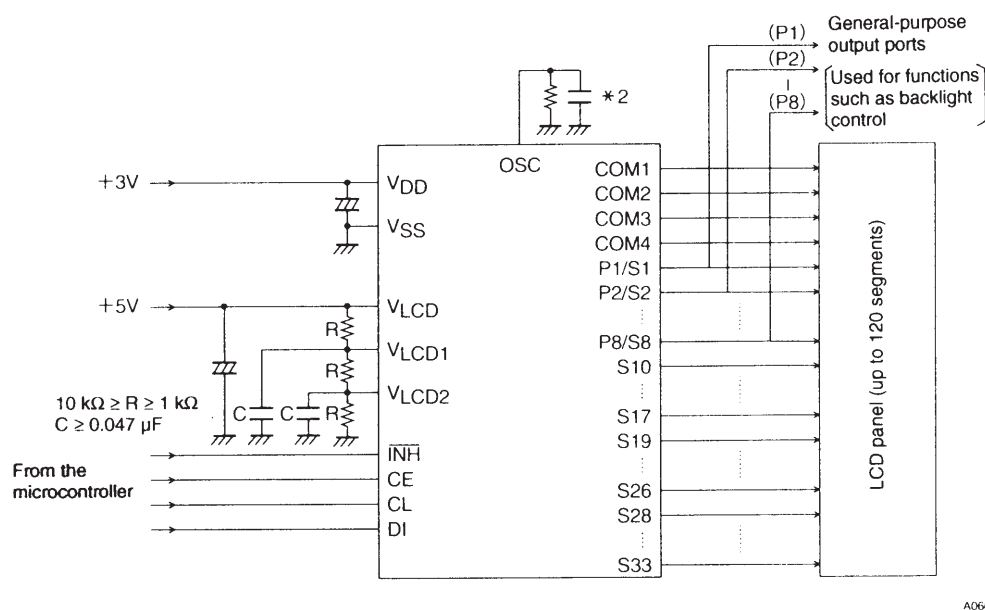 (P1)
General-purpose
output ports
(P2)
(P8)
Used for functions
such as backlight
control
*2
OSC
+3V
VDD
VSS
+5V
VLCD
R
VLCD1
R
VLCD2
C
C
R
10 kΩ ≥ R ≥ 1 kΩ
C ≥ 0.047 µF
From the
microcontroller
INH
CE
CL
DI
COM1
COM2
COM3
COM4
P1/S1
P2/S2
P8/S8
S10
S17
S19
S26
S28
S33
LCD panel (up to 120 segments)